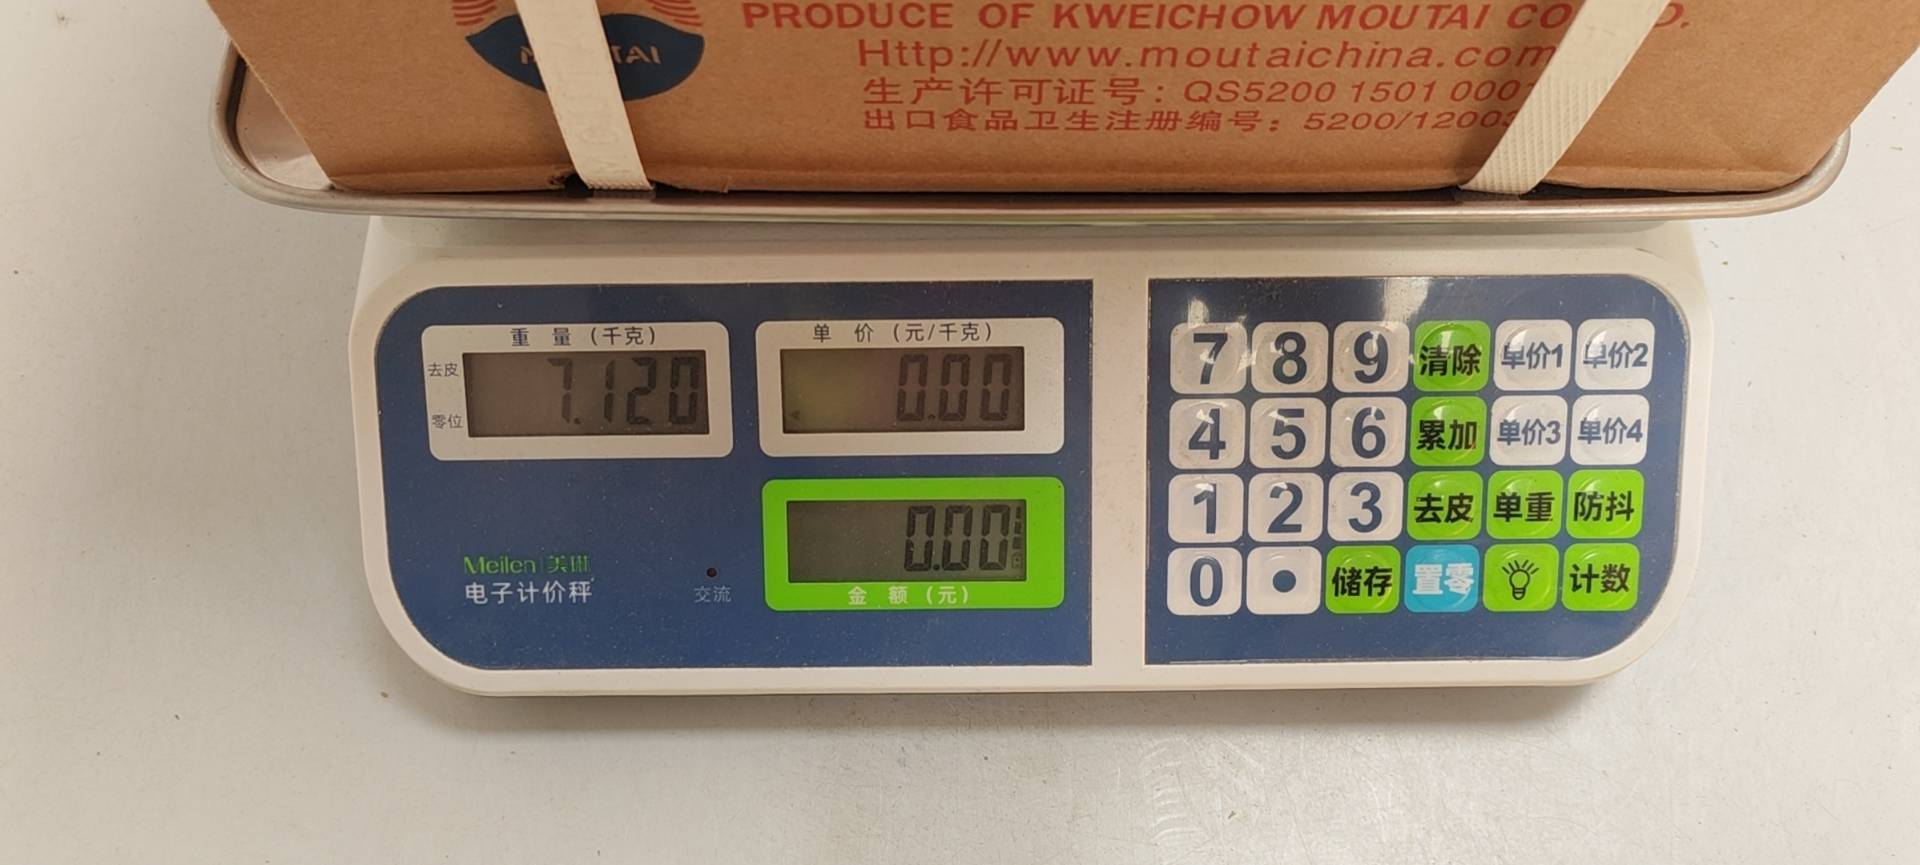 PRODUCE OF KWEICHOW MOUTAI CO
Http://www.moutaichina.com
生产许可证号：QS5200 1501 000
出口食品卫生注册编号：5200/1200
重 量（千克）
去皮
零位
7.120
单 价（元/千克）
0.00
0.00
金 额（元）
Meilen 美琳
电子计价秤
交流
7 8 9 清除 单价1 单价2
4 5 6 累加 单价3 单价4
1 2 3 去皮 单重 防抖
0 • 储存 置零 计数